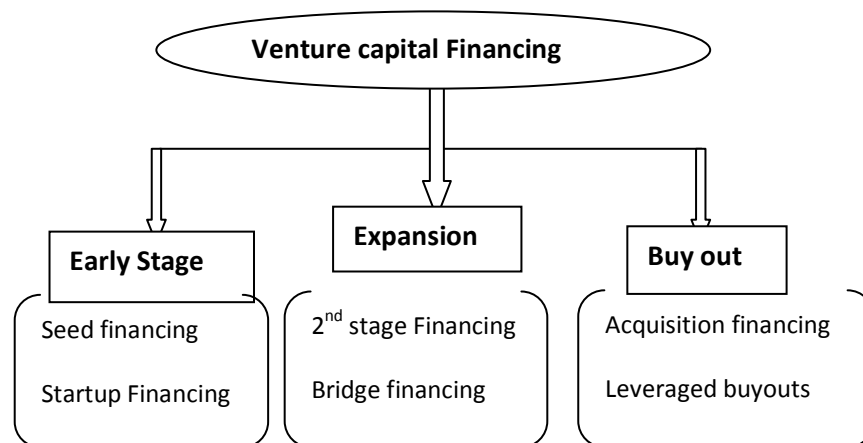 Venture capital Financing
Early Stage
Expansion
Buy out
Seed financing
Startup Financing
2nd stage Financing
Bridge financing
Acquisition financing
Leveraged buyouts